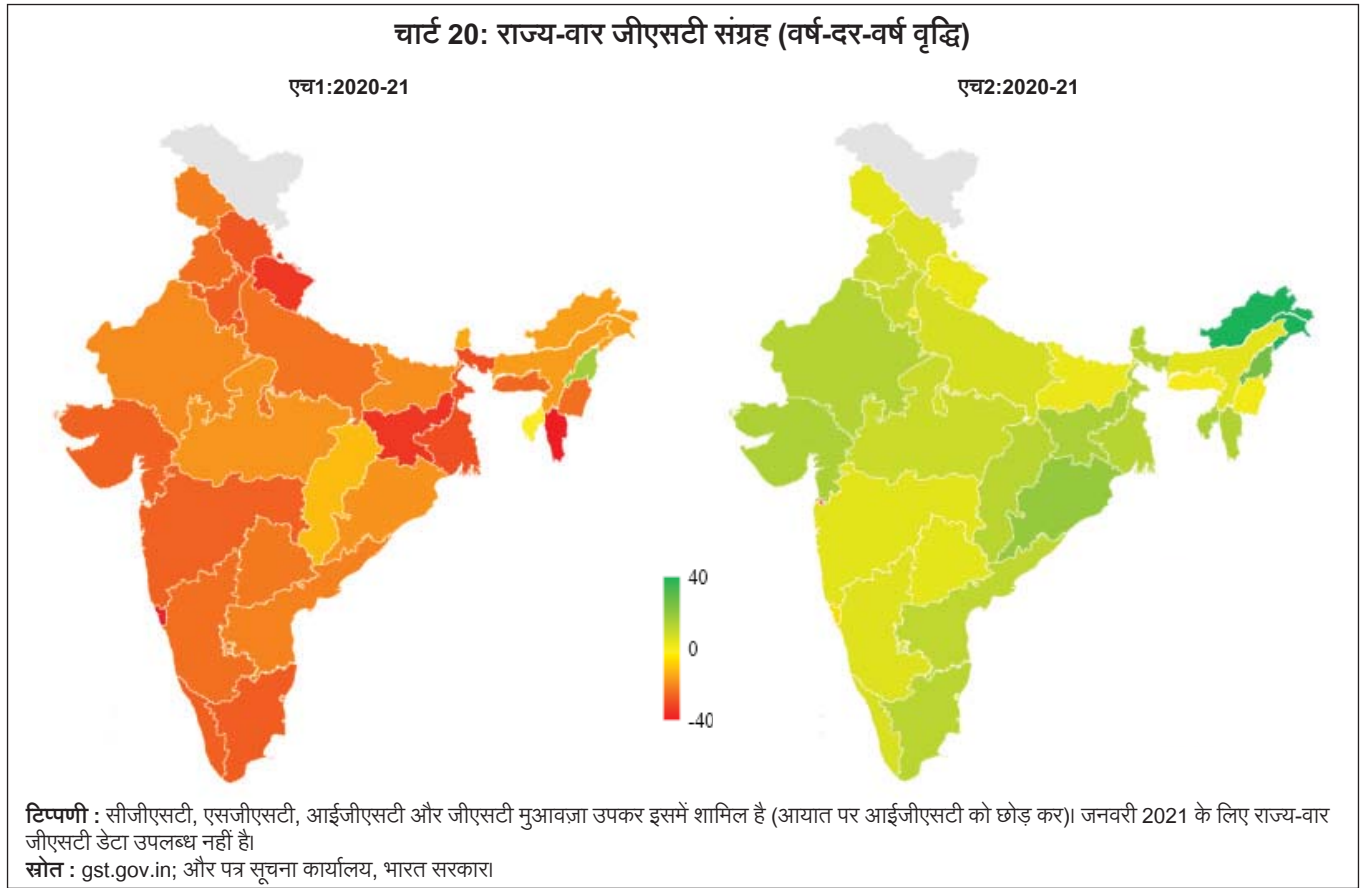 चार्ट 20: राज्य-वार जीएसटी संग्रह (वर्ष-दर-वर्ष वृद्धि)
एच1:2020-21
एच2:2020-21
40
0
-40
टिप्पणी : सीजीएसटी, एसजीएसटी, आईजीएसटी और जीएसटी मुआवज़ा उपकर इसमें शामिल है (आयात पर आईजीएसटी को छोड़ कर)। जनवरी 2021 के लिए राज्य-वार
जीएसटी डेटा उपलब्ध नहीं है।
स्रोत : gst.gov.in; और पत्र सूचना कार्यालय, भारत सरकार।